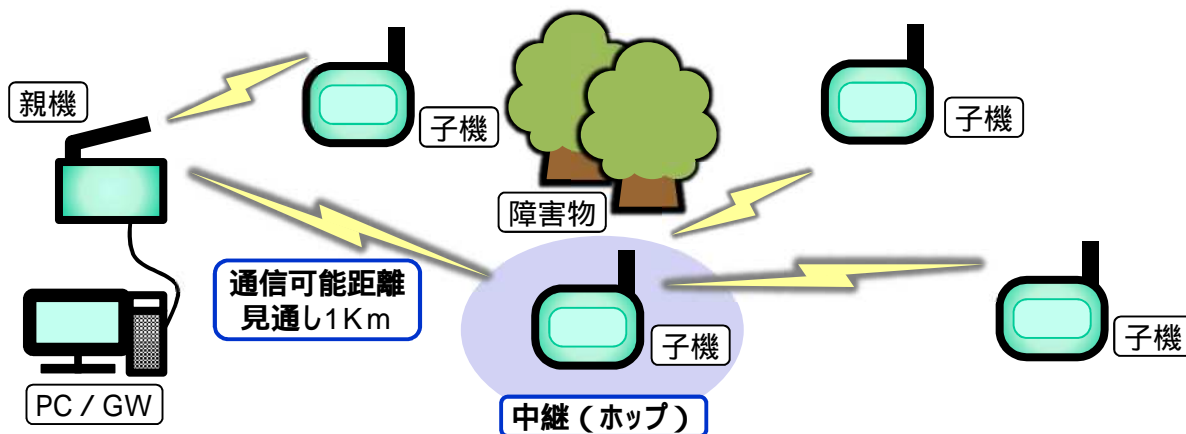 親機
子機
子機
障害物
通信可能距離
見通し1Km
子機
子機
PC / GW
中継(ホップ)